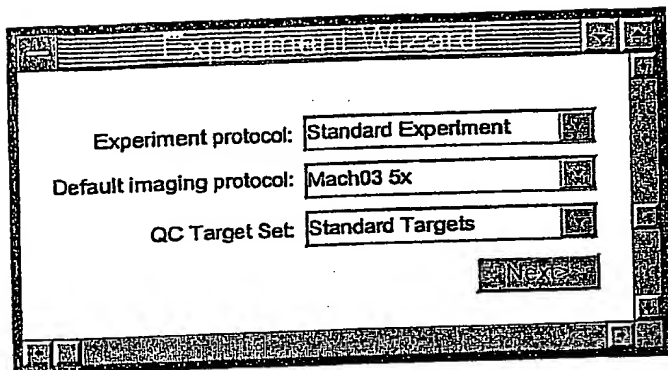 Experiment Wizard
Experiment protocol: Standard Experiment
Default imaging protocol: Mach03 5x
QC Target Set: Standard Targets
Next>